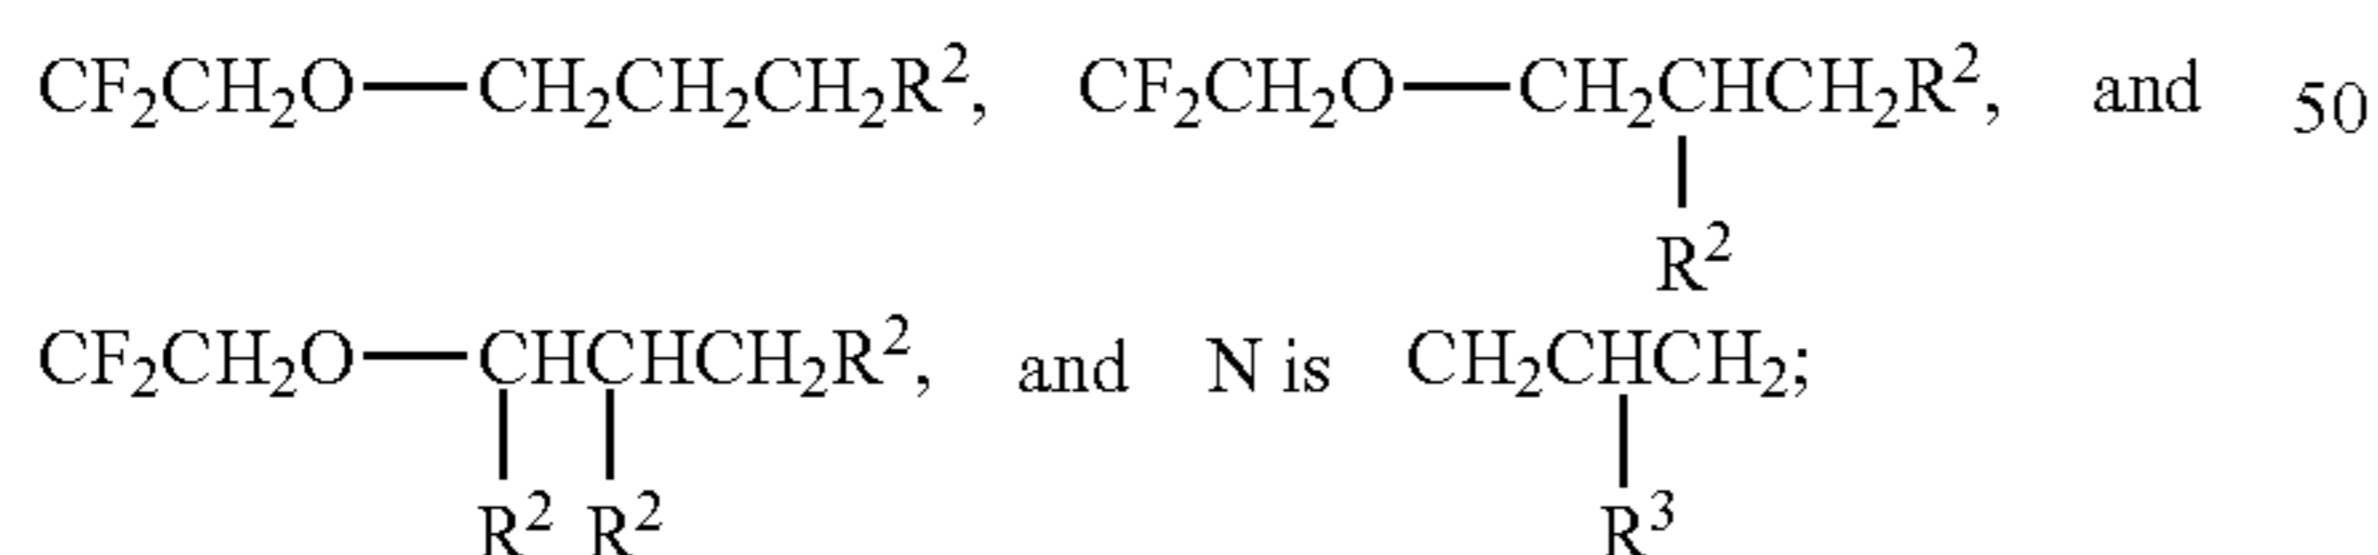 CF₂CH₂O—CH₂CH₂CH₂R², CF₂CH₂O—CH₂CHCH₂R², and 50
R²
CF₂CH₂O—CHCHCH₂R², and N is CH₂CHCH₂;
R² R² R³